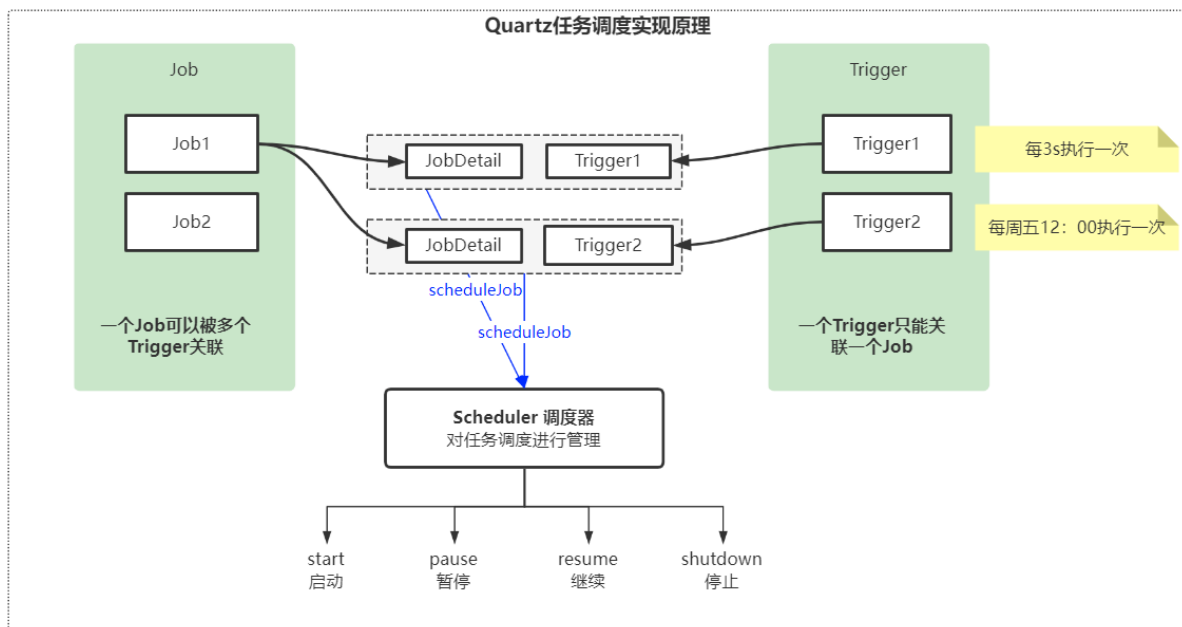 Quartz任务调度实现原理
Job
Job1
Job2
一个Job可以被多个
Trigger关联
JobDetail
Trigger1
JobDetail
Trigger2
scheduleJob
scheduleJob
Trigger
Trigger1
Trigger2
一个Trigger只能关
联一个Job
每3s执行一次
每周五12：00执行一次
Scheduler 调度器
对任务调度进行管理
start
启动
pause
暂停
resume
继续
shutdown
停止